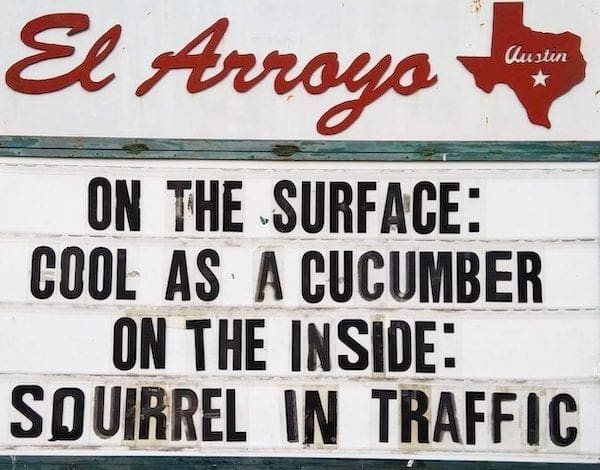 El Arroyo
Austin
ON THE SURFACE:
COOL AS A CUCUMBER
ON THE INSIDE:
SQUIRREL IN TRAFFIC